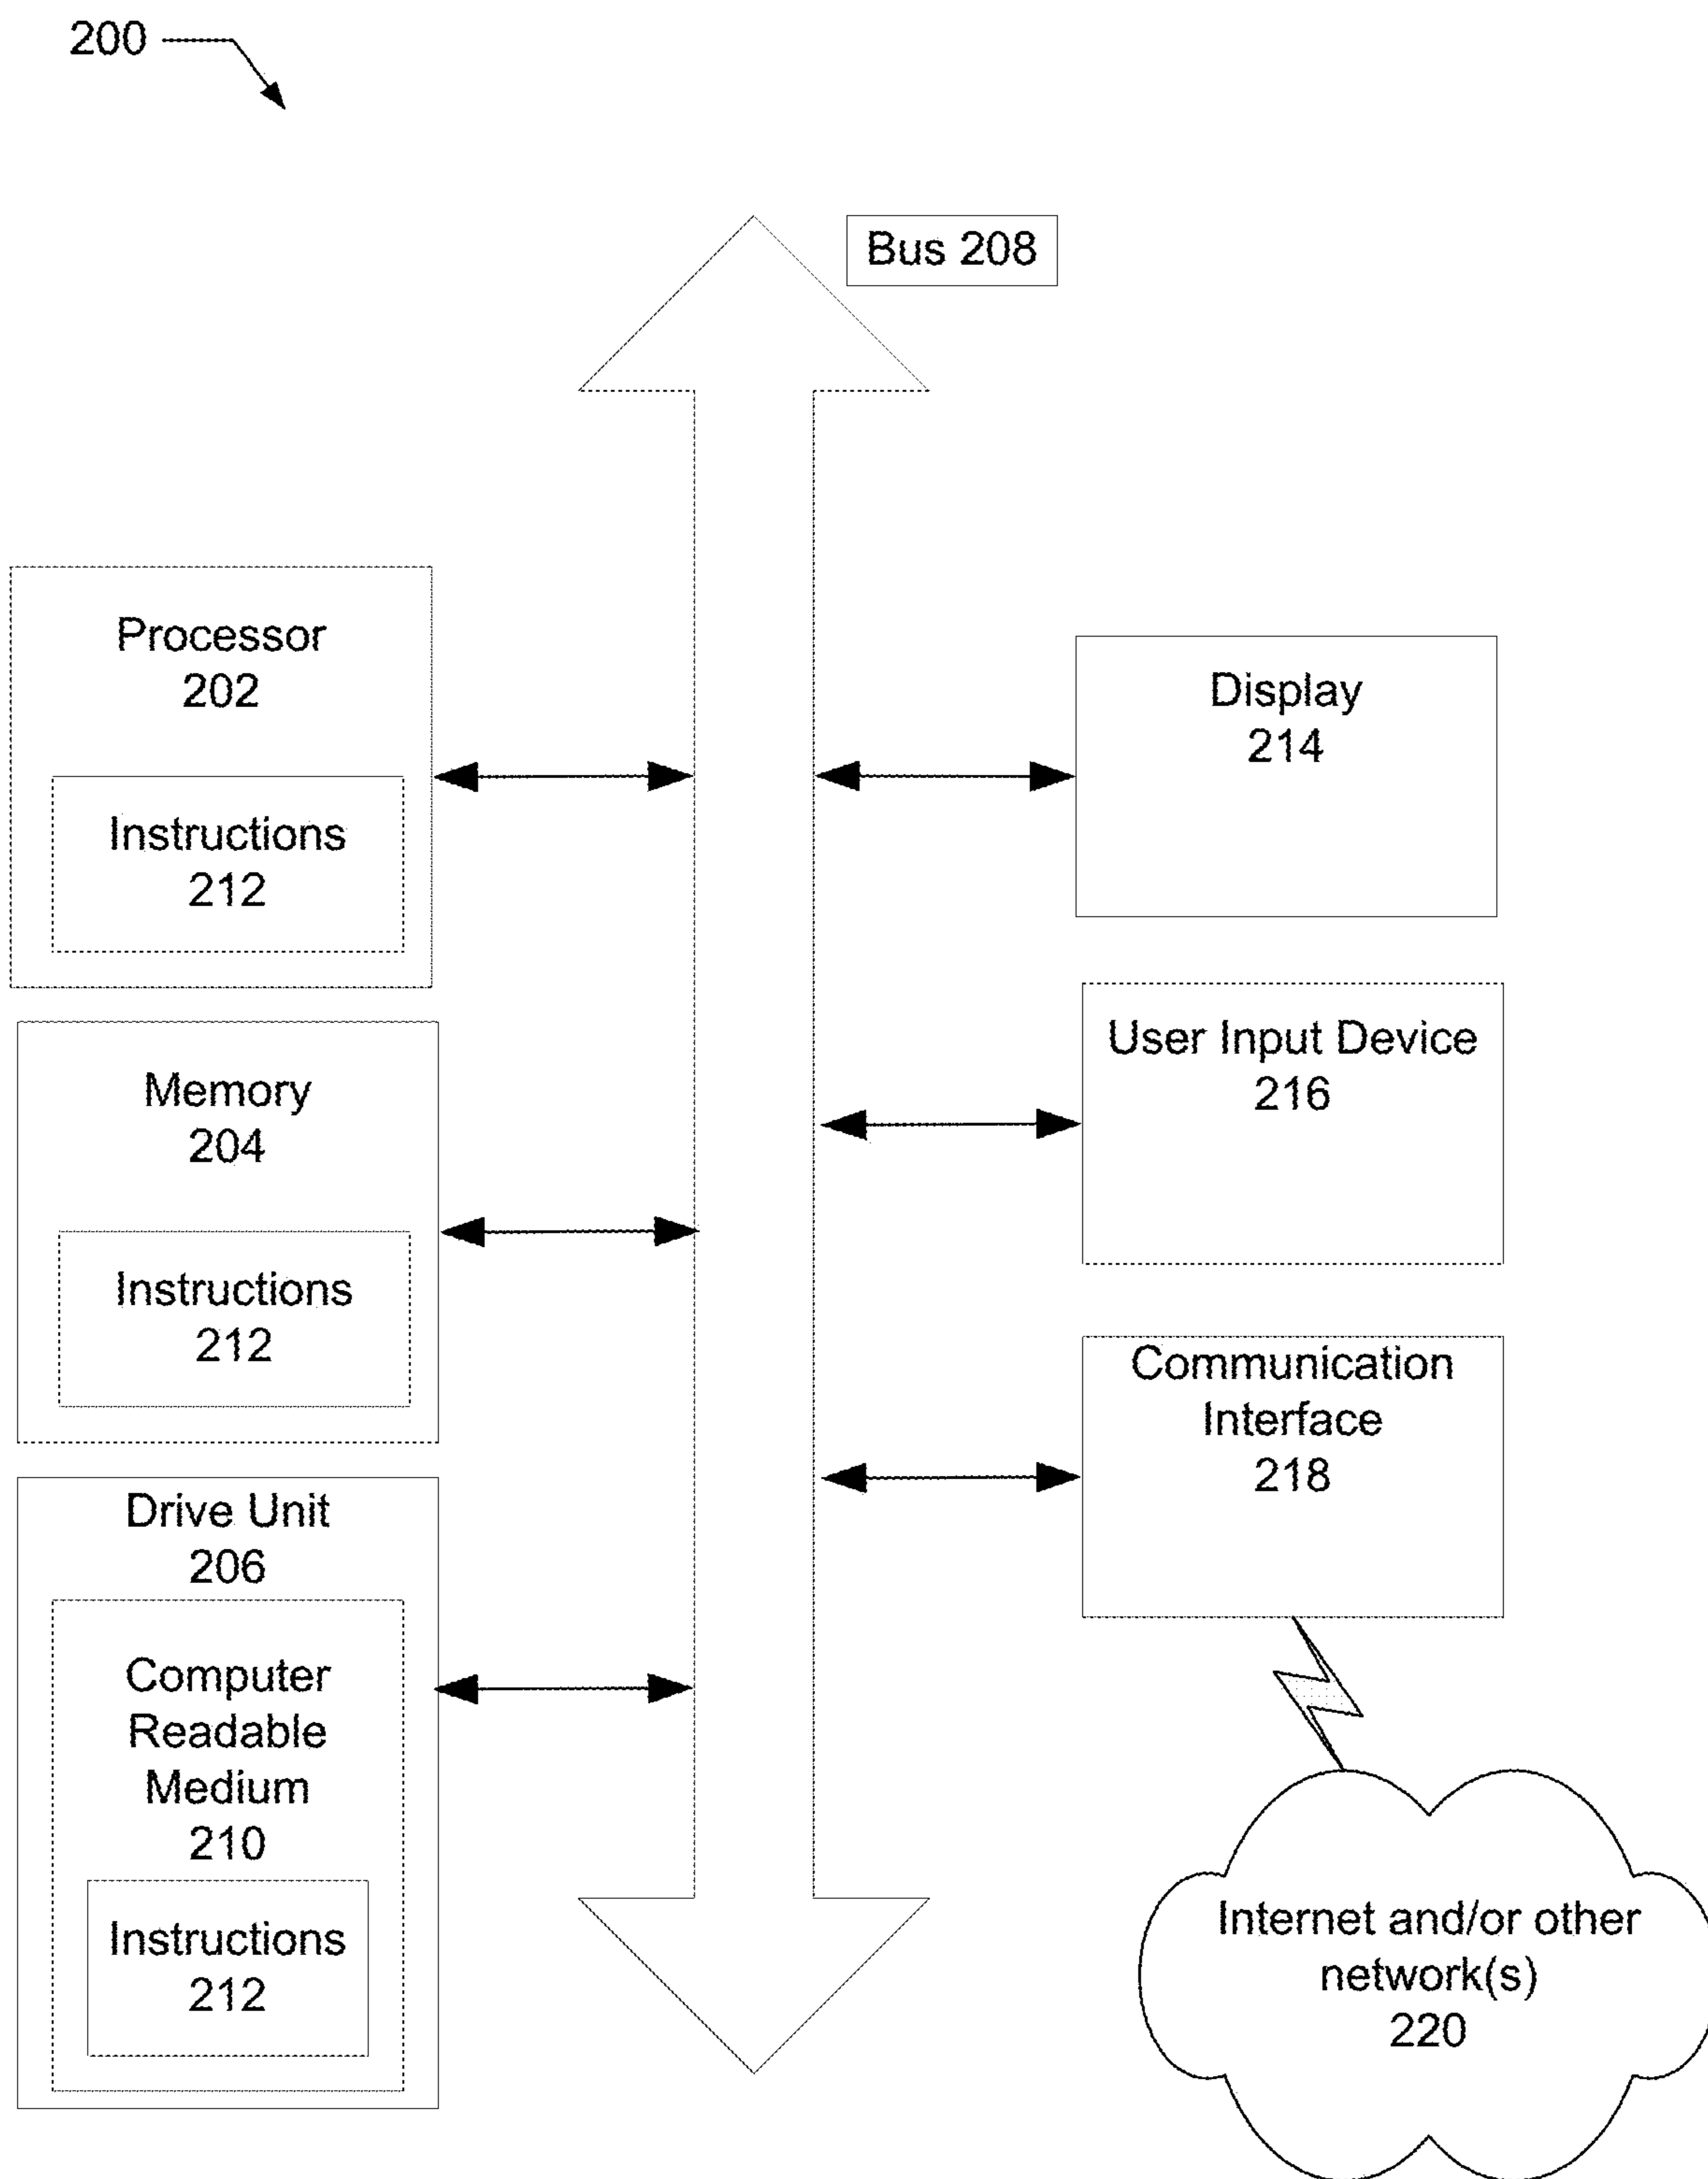 200
Bus 208
Processor
202
Instructions
212
Memory
204
Instructions
212
Drive Unit
206
Computer
Readable
Medium
210
Instructions
212
Display
214
User Input Device
216
Communication
Interface
218
Internet and/or other
network(s)
220